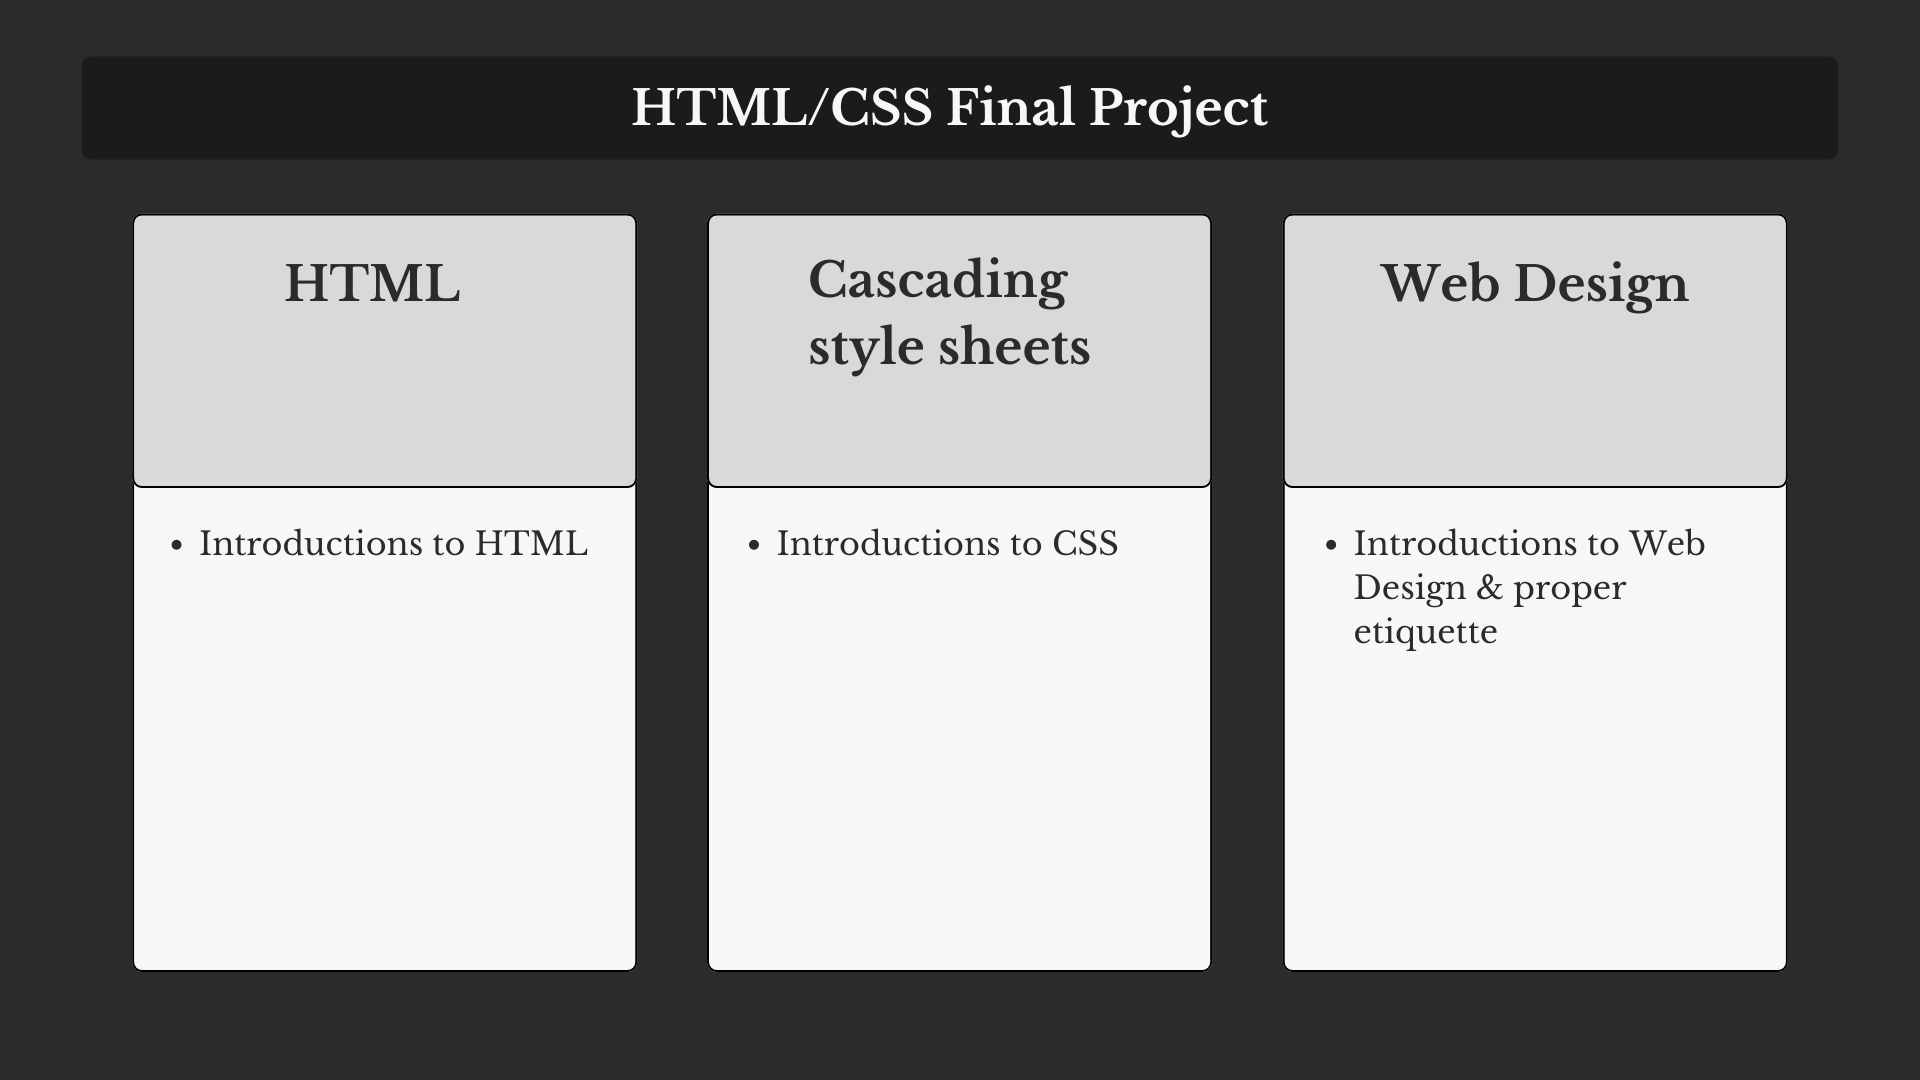 HTML/CSS Final Project
HTML
Cascading
style sheets
Web Design
• Introductions to HTML
• Introductions to CSS
• Introductions to Web
Design & proper
etiquette